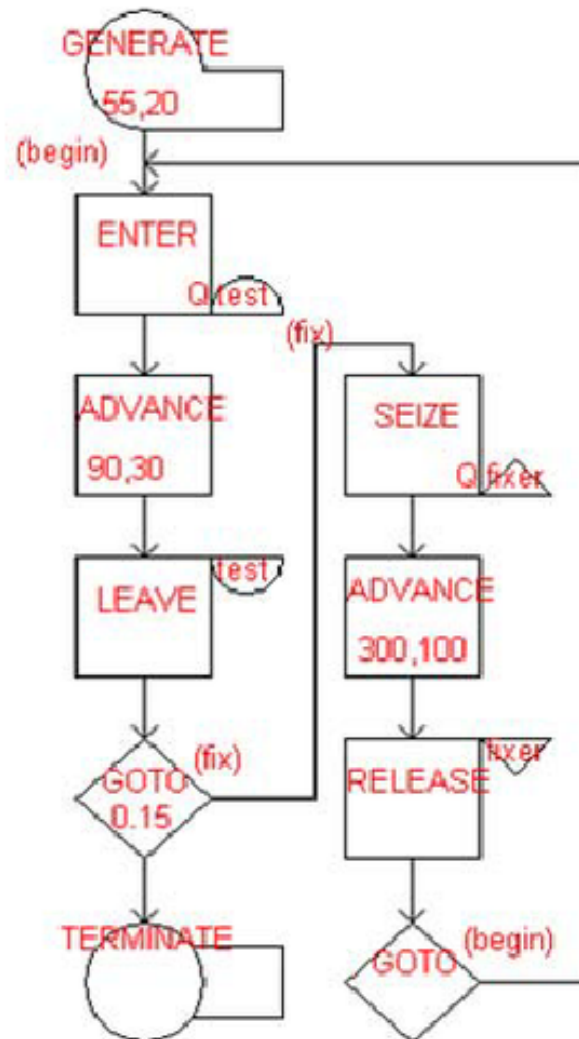 GENERATE
55,20
(begin)
ENTER
Q test
ADVANCE
90,30
LEAVE
test
GOTO
0.15
(fix)
TERMINATE
(fix)
SEIZE
Q fixer
ADVANCE
300,100
RELEASE
fixer
GOTO
(begin)